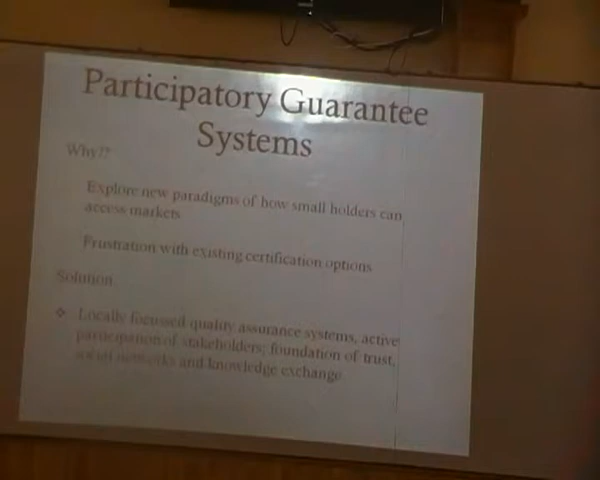 Participatory Guarantee
Systems
Why??
Explore new paradigms of how small holders can
access markets
Frustration with existing certification options
Solution
❖ Locally focussed quality assurance systems, active
participation of stakeholders; foundation of trust,
social networks and knowledge exchange